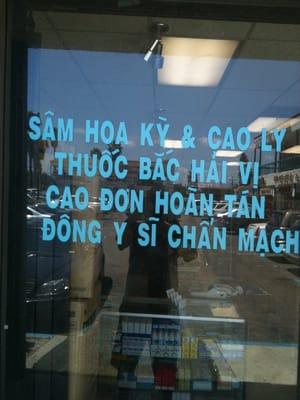 SÂM HOA KỲ & CAO LY
THUỐC BẮC HẢI VỊ
CAO ĐƠN HOÀN TÁN
ĐÔNG Y SĨ CHẨN MẠCH